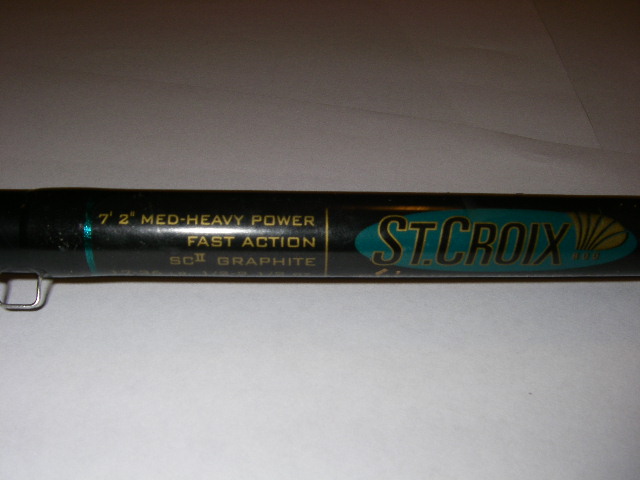 7' 2" MED-HEAVY POWER
FAST ACTION
SCII GRAPHITE
ST.CROIX